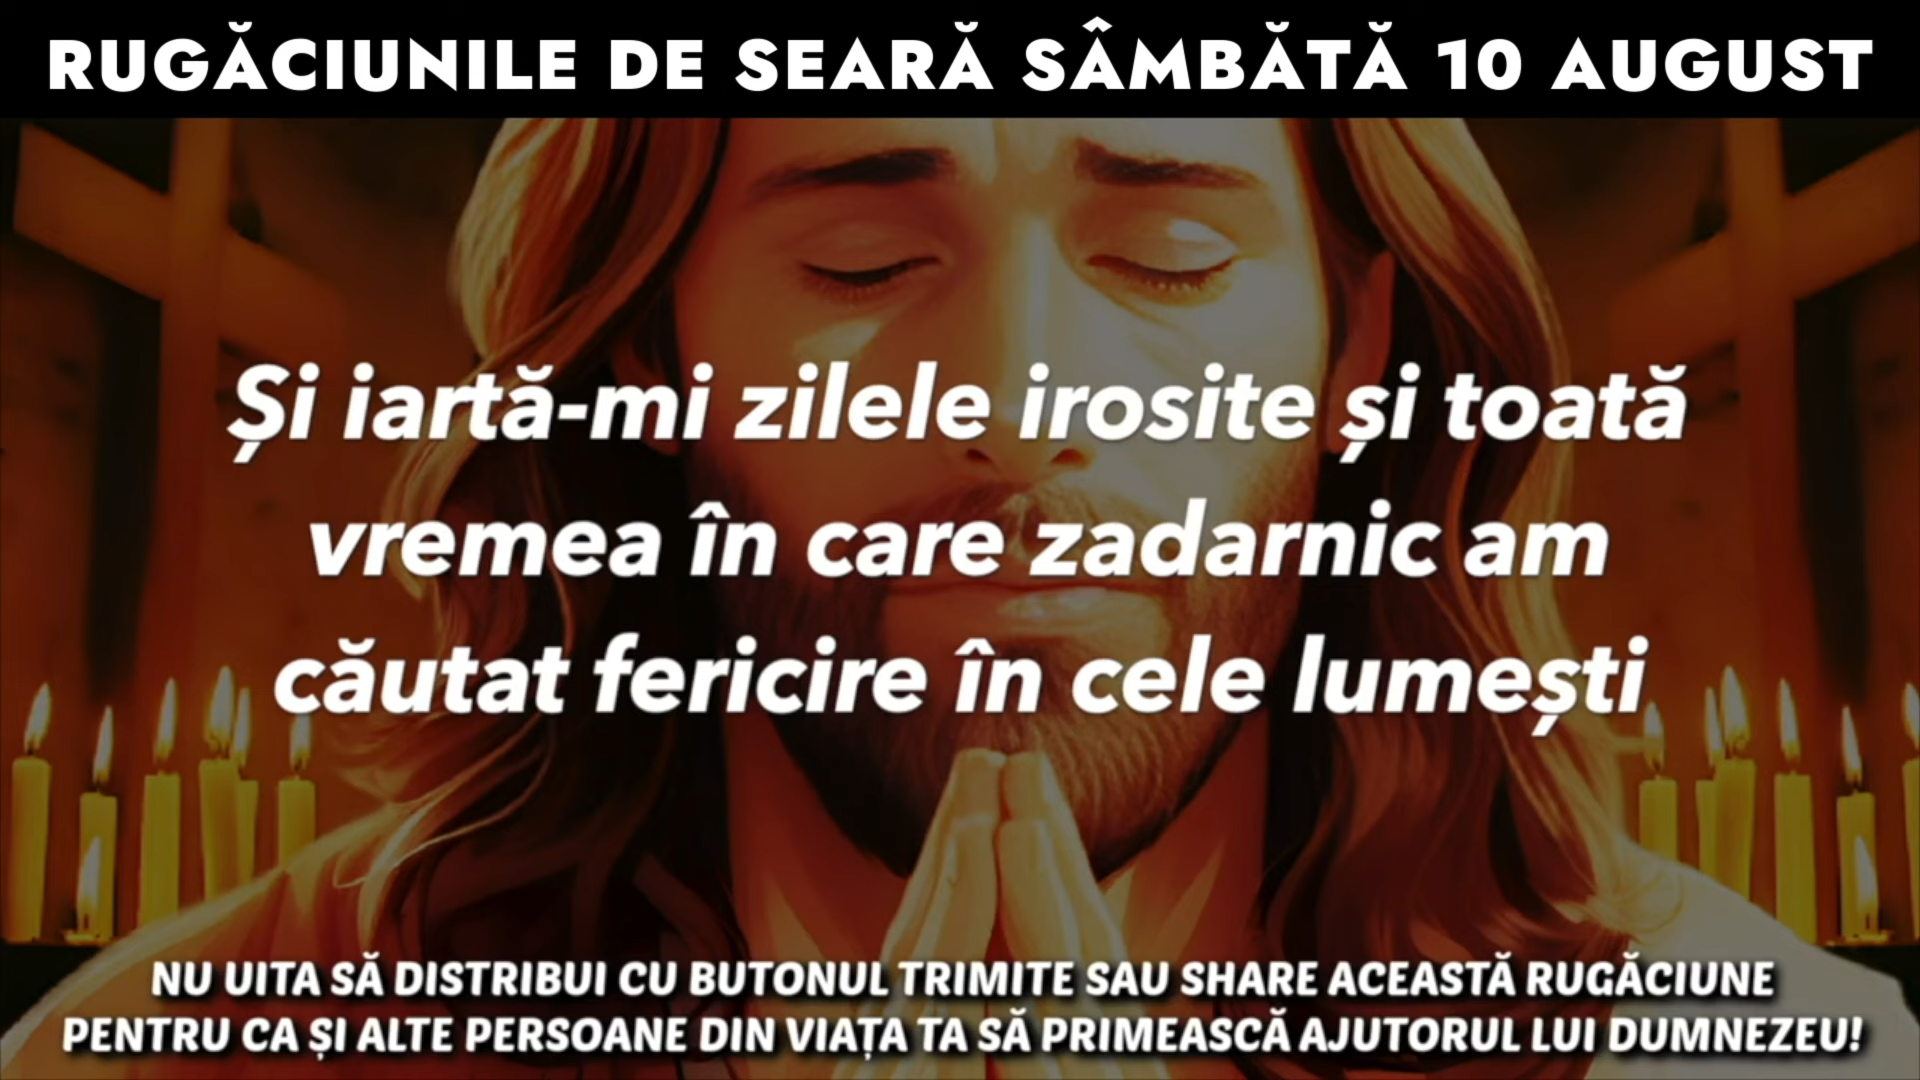 RUGĂCIUNILE DE SEARĂ SÂMBĂTĂ 10 AUGUST
Și iartă-mi zilele irosite și toată
vremea în care zadarnic am
căutat fericire în cele lumești
NU UITA SĂ DISTRIBUI CU BUTONUL TRIMITE SAU SHARE ACEASTĂ RUGĂCIUNE
PENTRU CA ȘI ALTE PERSOANE DIN VIAȚA TA SĂ PRIMEASCĂ AJUTORUL LUI DUMNEZEU!